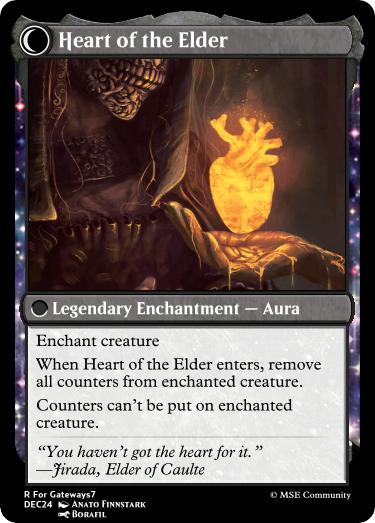 Heart of the Elder
Legendary Enchantment — Aura
Enchant creature
When Heart of the Elder enters, remove
all counters from enchanted creature.
Counters can't be put on enchanted
creature.
"You haven't got the heart for it."
—Jirada, Elder of Caulte
R For Gateways7
DEC24 Anato Finnstark
Borafil
© MSE Community